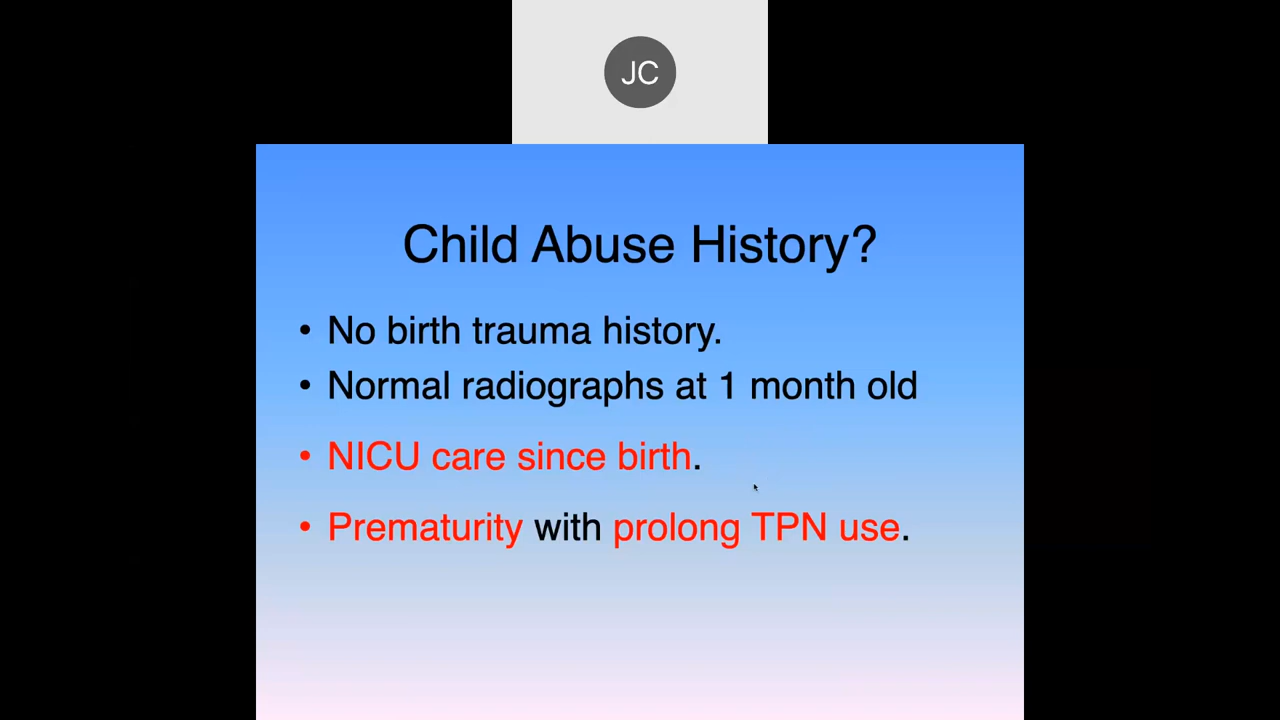 JC
Child Abuse History?
• No birth trauma history.
• Normal radiographs at 1 month old
• NICU care since birth.
• Prematurity with prolong TPN use.